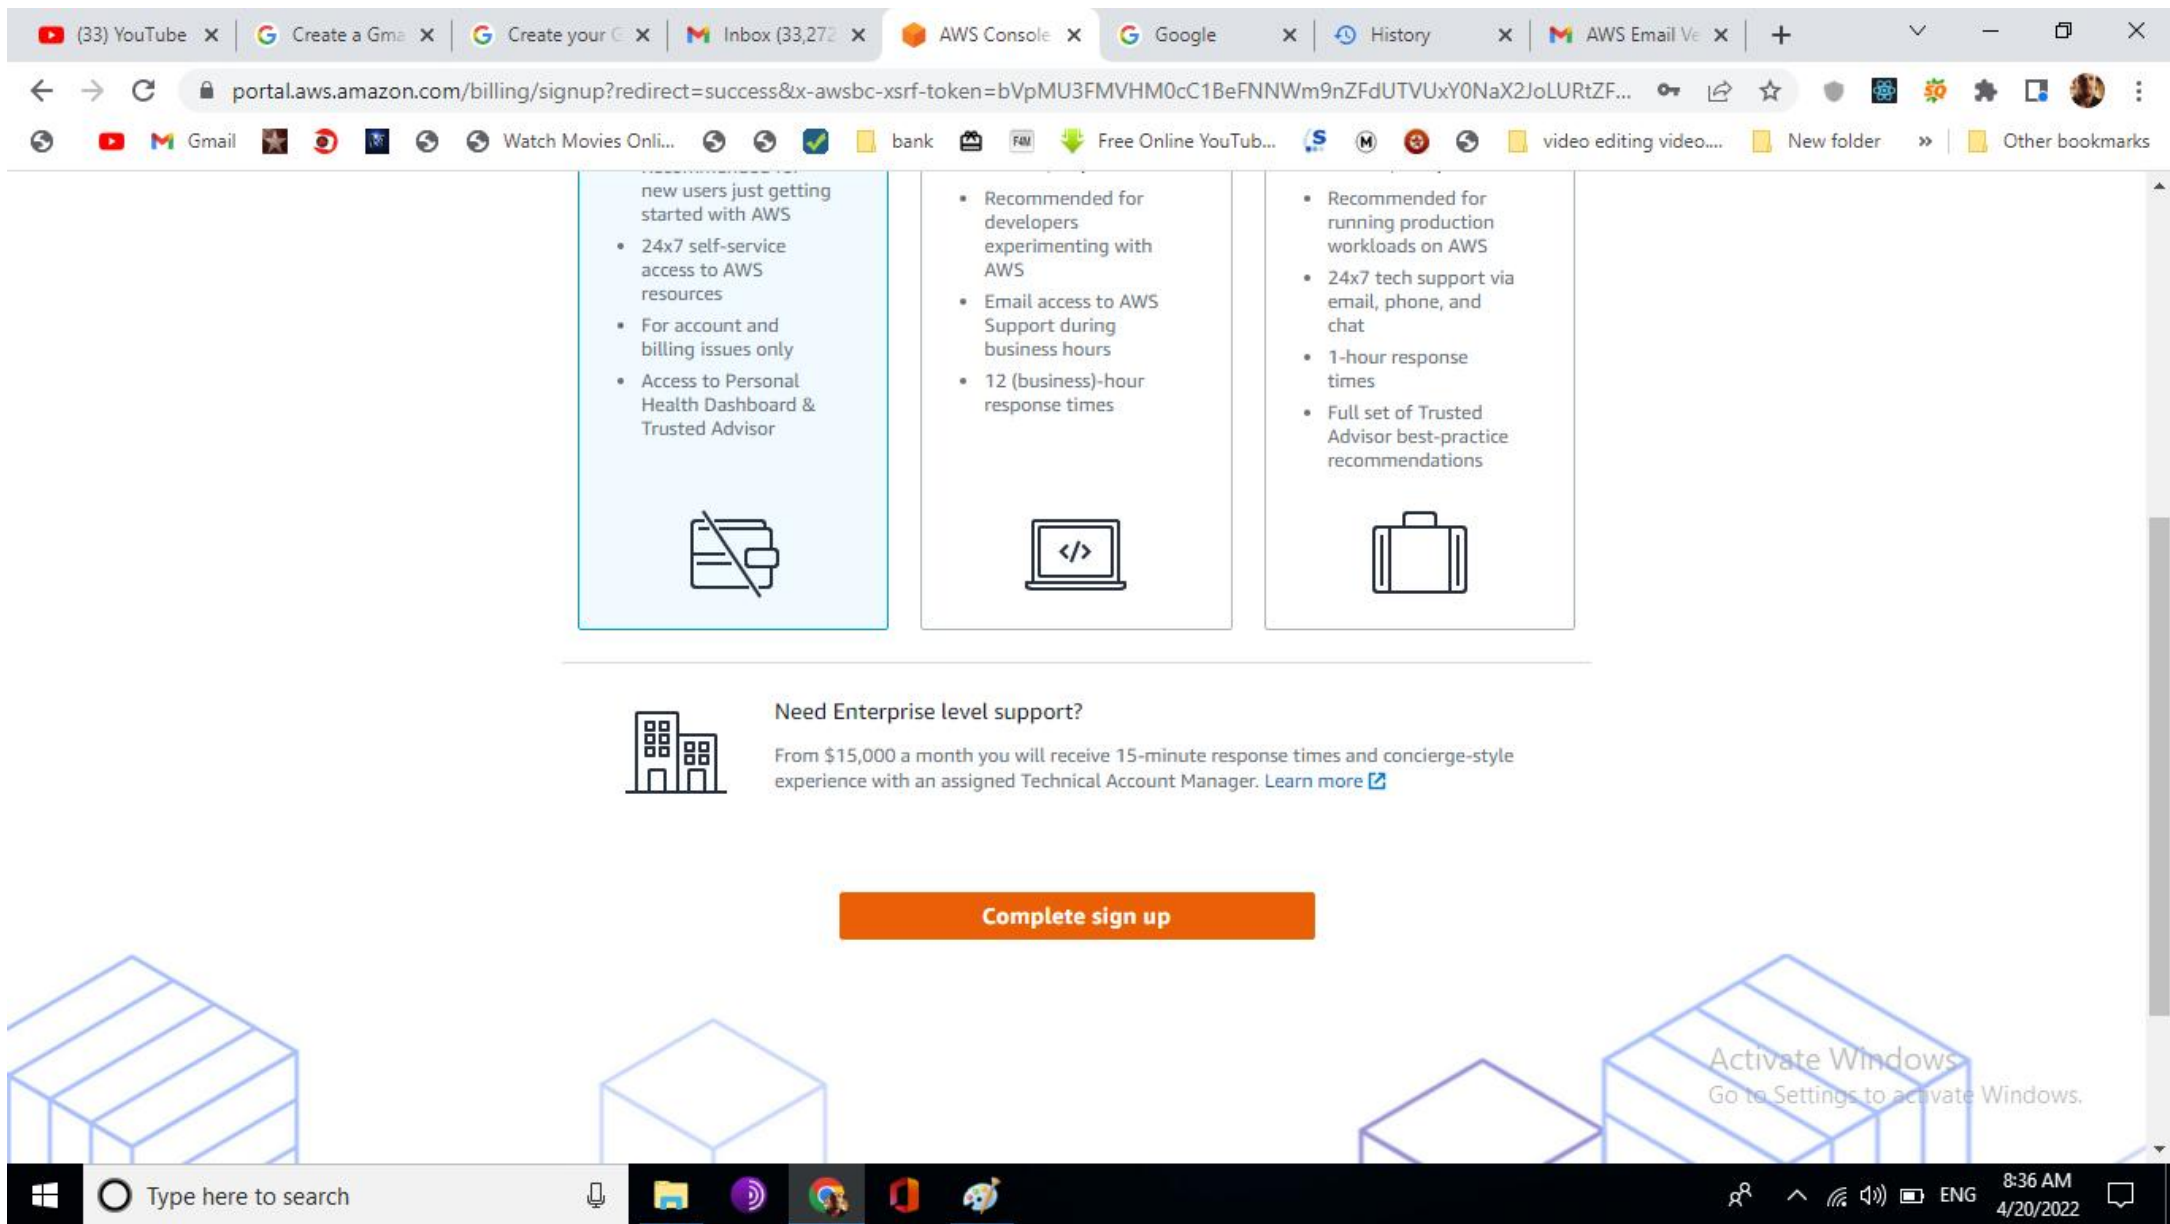 (33) YouTube
Create a Gma
Create your G
Inbox (33,272
AWS Console
Google
History
AWS Email Ve
portal.aws.amazon.com/billing/signup?redirect=success&x-awsbc-xsrf-token=bVpMU3FMVHM0cC1BeFNNWm9nZFdUTVUxY0NaX2JoLURtZF...
Gmail
Watch Movies Onli...
bank
Free Online YouTub...
video editing video....
New folder
»
Other bookmarks
new users just getting
started with AWS
24x7 self-service
access to AWS
resources
For account and
billing issues only
Access to Personal
Health Dashboard &
Trusted Advisor
Recommended for
developers
experimenting with
AWS
Email access to AWS
Support during
business hours
12 (business)-hour
response times
</>
Recommended for
running production
workloads on AWS
24x7 tech support via
email, phone, and
chat
1-hour response
times
Full set of Trusted
Advisor best-practice
recommendations
Need Enterprise level support?
From $15,000 a month you will receive 15-minute response times and concierge-style
experience with an assigned Technical Account Manager. Learn more
Complete sign up
Activate Windows
Go to Settings to activate Windows.
Type here to search
ENG
8:36 AM
4/20/2022